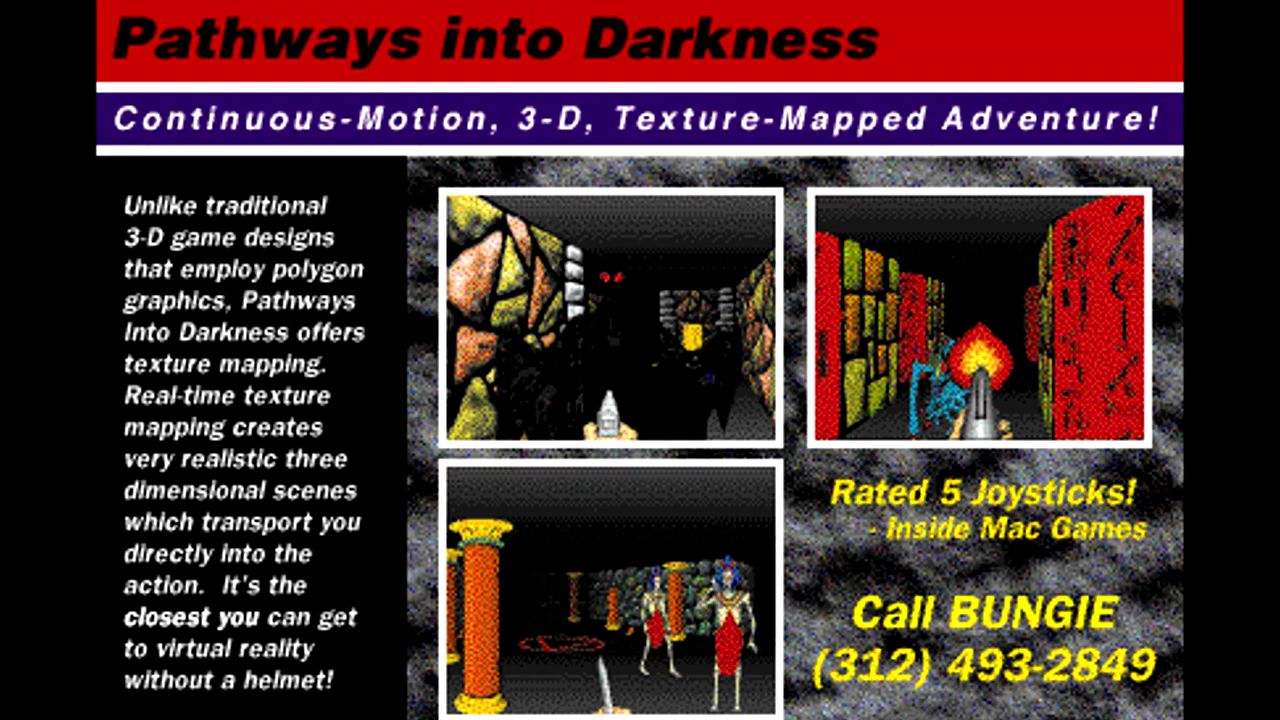 Pathways into Darkness
Continuous-Motion, 3-D, Texture-Mapped Adventure!
Unlike traditional
3-D game designs
that employ polygon
graphics, Pathways
Into Darkness offers
texture mapping.
Real-time texture
mapping creates
very realistic three
dimensional scenes
which transport you
directly into the
action. It's the
closest you can get
to virtual reality
without a helmet!
Rated 5 Joysticks!
- Inside Mac Games
Call BUNGIE
(312) 493-2849